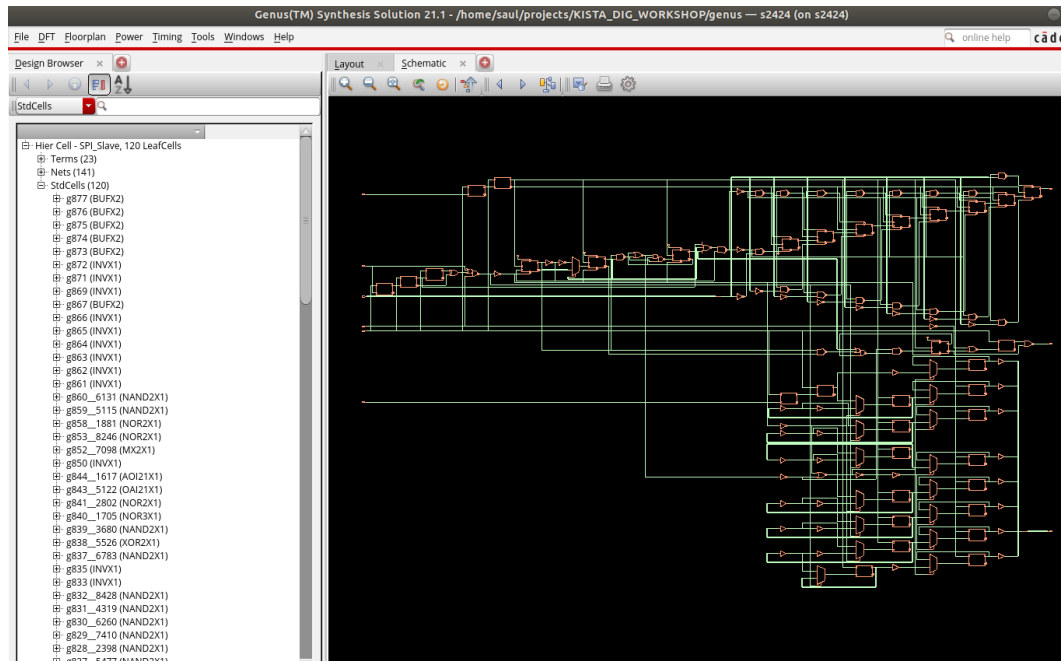 Genus(TM) Synthesis Solution 21.1 - /home/saul/projects/KISTA_DIG_WORKSHOP/genus — s2424 (on s2424)
File DFT Floorplan Power Timing Tools Windows Help
online help
Design Browser
Layout Schematic
StdCells
Hier Cell - SPI_Slave, 120 LeafCells
Terms (23)
Nets (141)
StdCells (120)
g877 (BUFX2)
g876 (BUFX2)
g875 (BUFX2)
g874 (BUFX2)
g873 (BUFX2)
g872 (INVX1)
g871 (INVX1)
g869 (INVX1)
g867 (BUFX2)
g866 (INVX1)
g865 (INVX1)
g864 (INVX1)
g863 (INVX1)
g862 (INVX1)
g861 (INVX1)
g860__6131 (NAND2X1)
g859__5115 (NAND2X1)
g858__1881 (NOR2X1)
g853__8246 (NOR2X1)
g852__7098 (MX2X1)
g850 (INVX1)
g844__1617 (AOI21X1)
g843__5122 (OAI21X1)
g841__2802 (NOR2X1)
g840__1705 (NOR3X1)
g839__3680 (NAND2X1)
g838__5526 (XOR2X1)
g837__6783 (NAND2X1)
g835 (INVX1)
g833 (INVX1)
g832__8428 (NAND2X1)
g831__4319 (NAND2X1)
g830__6260 (NAND2X1)
g829__7410 (NAND2X1)
g828__2398 (NAND2X1)